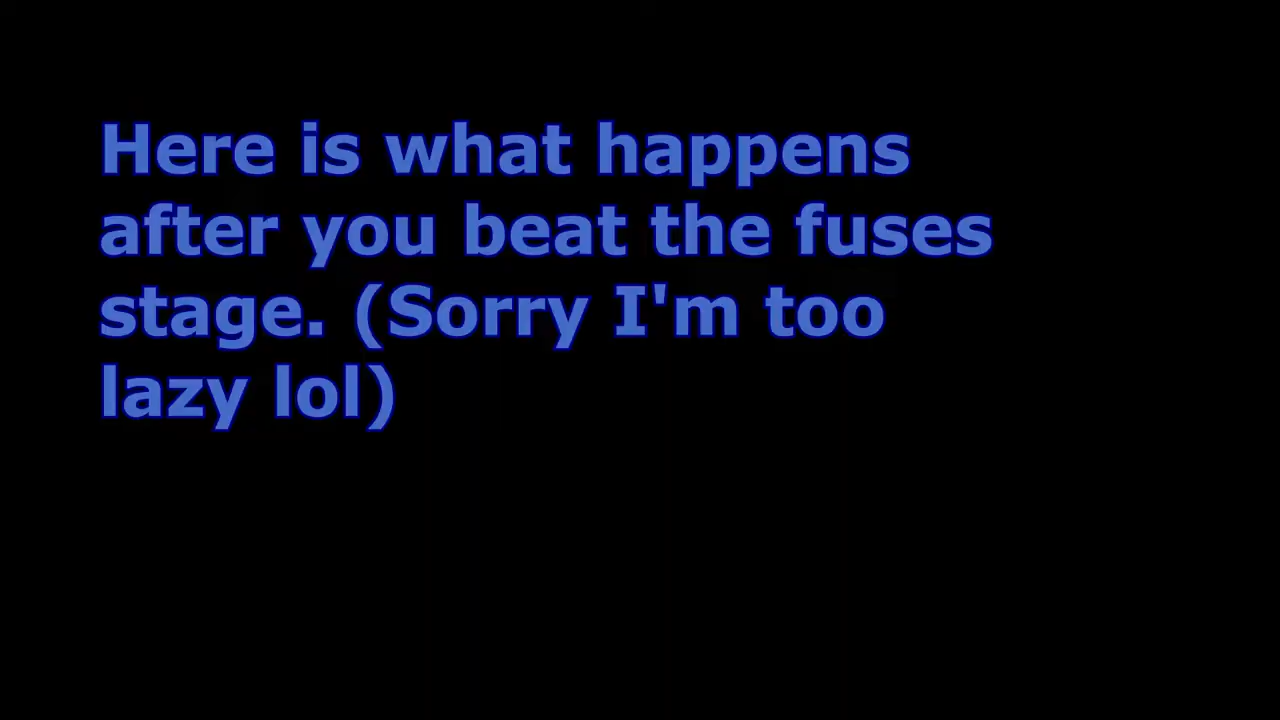 Here is what happens
after you beat the fuses
stage. (Sorry I'm too
lazy lol)